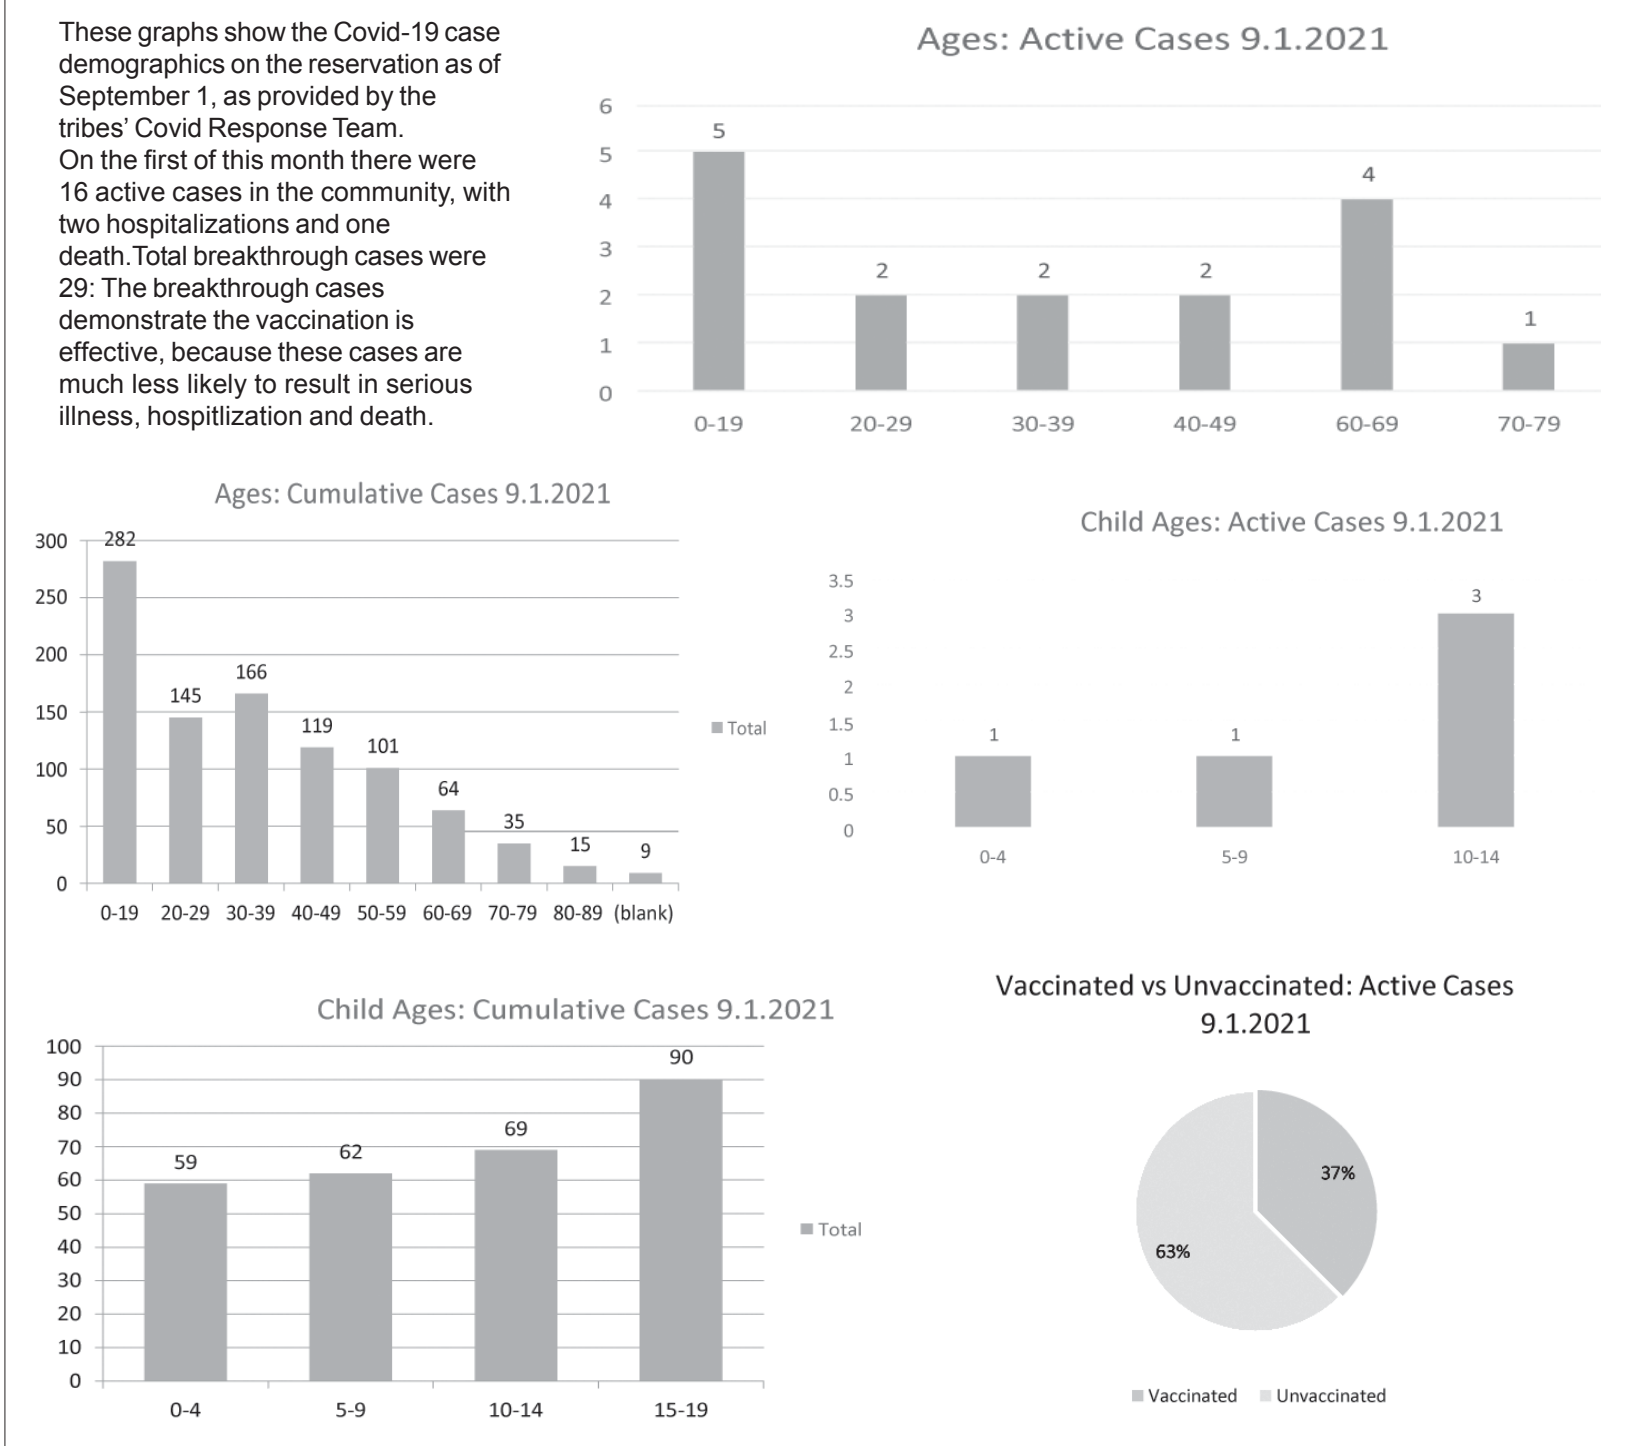 These graphs show the Covid-19 case
demographics on the reservation as of
September 1, as provided by the
tribes' Covid Response Team.
On the first of this month there were
16 active cases in the community, with
two hospitalizations and one
death.Total breakthrough cases were
29: The breakthrough cases
demonstrate the vaccination is
effective, because these cases are
much less likely to result in serious
illness, hospitlization and death.
Ages: Active Cases 9.1.2021
6
5
4
3
2
1
0
5
2
2
2
4
1
0-19 20-29 30-39 40-49 60-69 70-79
Ages: Cumulative Cases 9.1.2021
300
250
200
150
100
50
0
282
145
166
119
101
64
35
15
9
0-19 20-29 30-39 40-49 50-59 60-69 70-79 80-89 (blank)
Total
Child Ages: Active Cases 9.1.2021
3.5
3
2.5
2
1.5
1
0.5
0
1
1
3
0-4 5-9 10-14
Child Ages: Cumulative Cases 9.1.2021
100
90
80
70
60
50
40
30
20
10
0
59
62
69
90
0-4 5-9 10-14 15-19
Total
Vaccinated vs Unvaccinated: Active Cases
9.1.2021
37%
63%
Vaccinated Unvaccinated